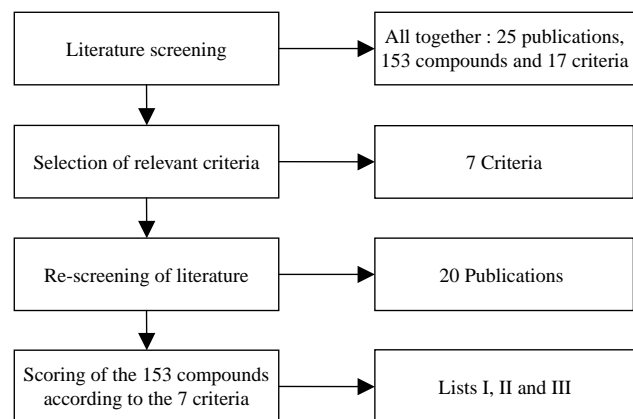 Literature screening
All together : 25 publications,
153 compounds and 17 criteria
Selection of relevant criteria
7 Criteria
Re-screening of literature
20 Publications
Scoring of the 153 compounds
according to the 7 criteria
Lists I, II and III